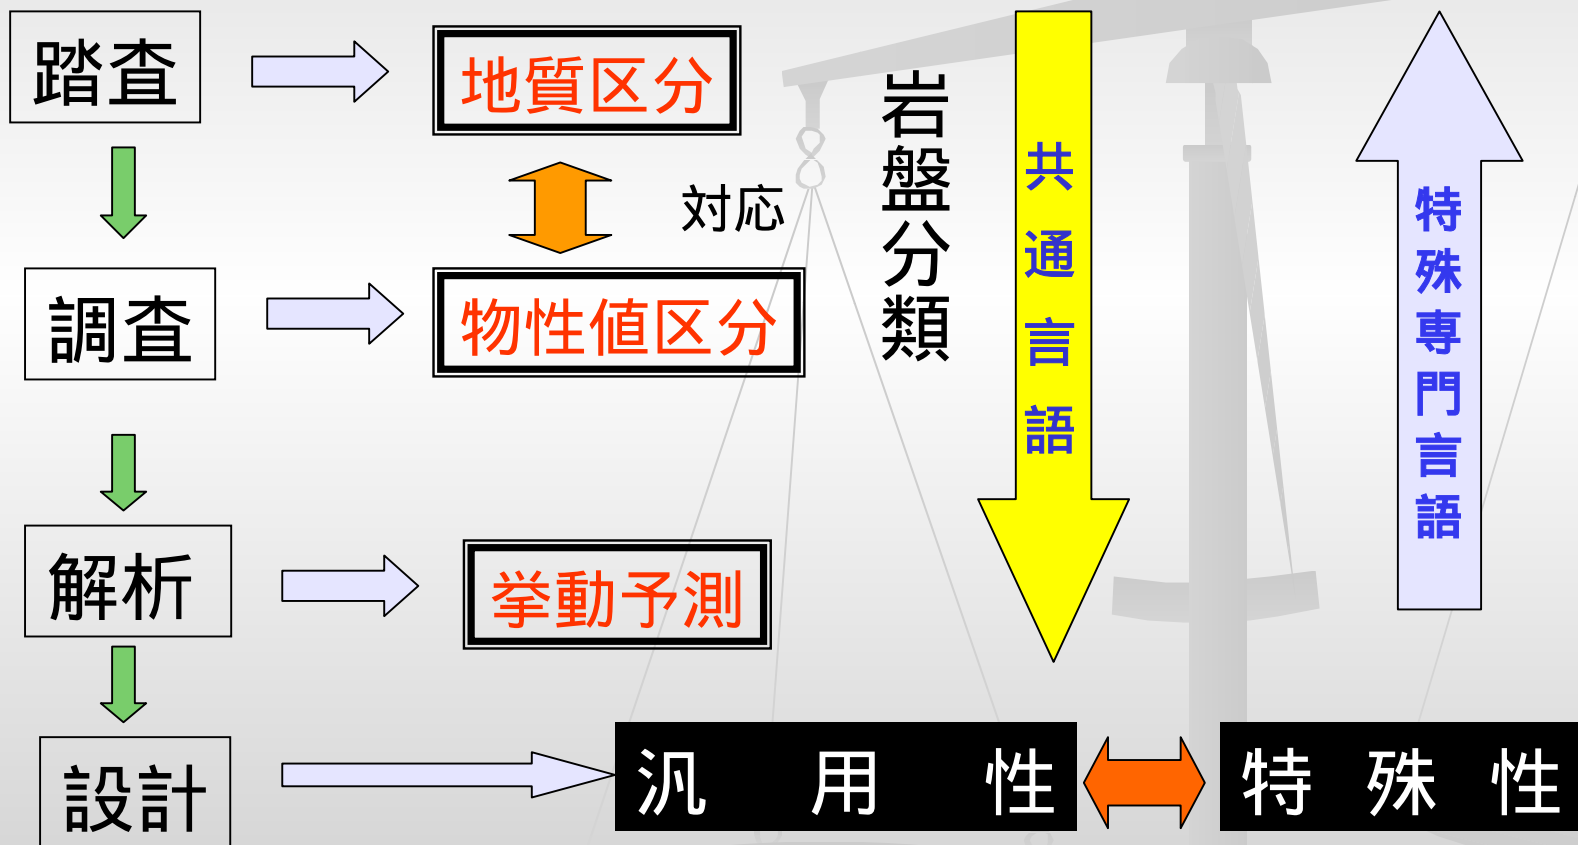 踏査
地質区分
対応
調査
物性値区分
解析
挙動予測
設計
岩盤分類
共通言語
特殊専門言語
汎用性
特殊性